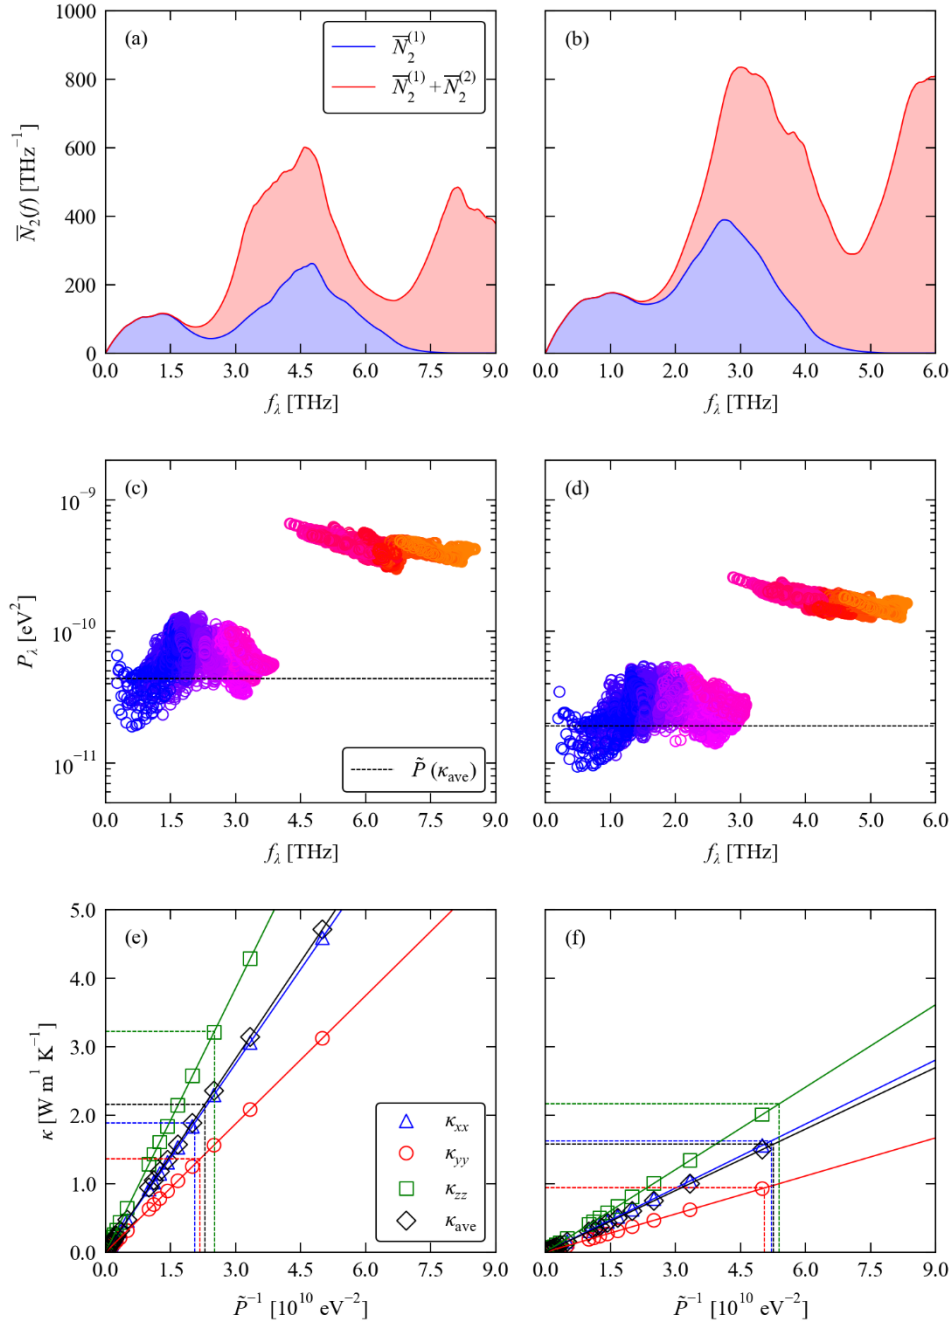 1000
800
600
400
200
0
N̅₂(f) [THz⁻¹]
(a)
N̅₂⁽¹⁾
N̅₂⁽¹⁾ + N̅₂⁽²⁾
0.0 1.5 3.0 4.5 6.0 7.5 9.0
f_λ [THz]
(b)
0.0 1.0 2.0 3.0 4.0 5.0 6.0
f_λ [THz]
10⁻⁹
10⁻¹⁰
10⁻¹¹
P_λ [eV²]
(c)
P̃ (κ_ave)
0.0 1.5 3.0 4.5 6.0 7.5 9.0
f_λ [THz]
(d)
0.0 1.0 2.0 3.0 4.0 5.0 6.0
f_λ [THz]
5.0
4.0
3.0
2.0
1.0
0.0
κ [W m¹ K⁻¹]
(e)
κ_xx
κ_yy
κ_zz
κ_ave
0.0 1.5 3.0 4.5 6.0 7.5 9.0
P̃⁻¹ [10¹⁰ eV⁻²]
(f)
0.0 1.5 3.0 4.5 6.0 7.5 9.0
P̃⁻¹ [10¹⁰ eV⁻²]